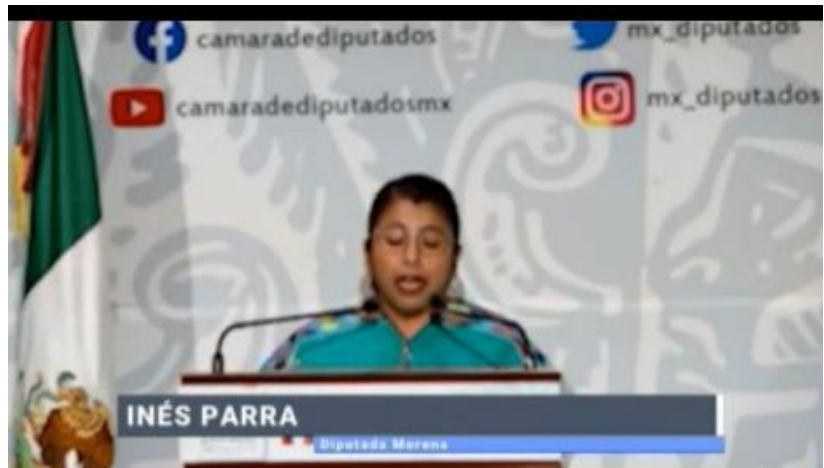 camaradediputados
mx_diputados
camaradediputadosmx
mx_diputados
INÉS PARRA
Diputada Morena